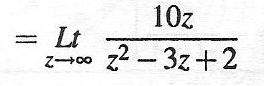 = Lt z→∞ 10z / z² − 3z + 2